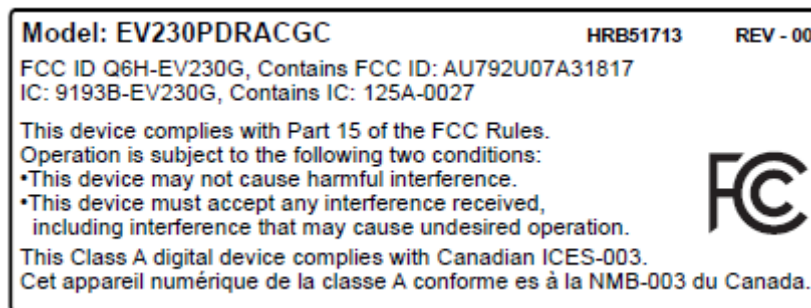 Model: EV230PDRACGC HRB51713 REV - 00
FCC ID Q6H-EV230G, Contains FCC ID: AU792U07A31817
IC: 9193B-EV230G, Contains IC: 125A-0027
This device complies with Part 15 of the FCC Rules.
Operation is subject to the following two conditions:
•This device may not cause harmful interference.
•This device must accept any interference received,
including interference that may cause undesired operation.
FC
This Class A digital device complies with Canadian ICES-003.
Cet appareil numérique de la classe A conforme es à la NMB-003 du Canada.